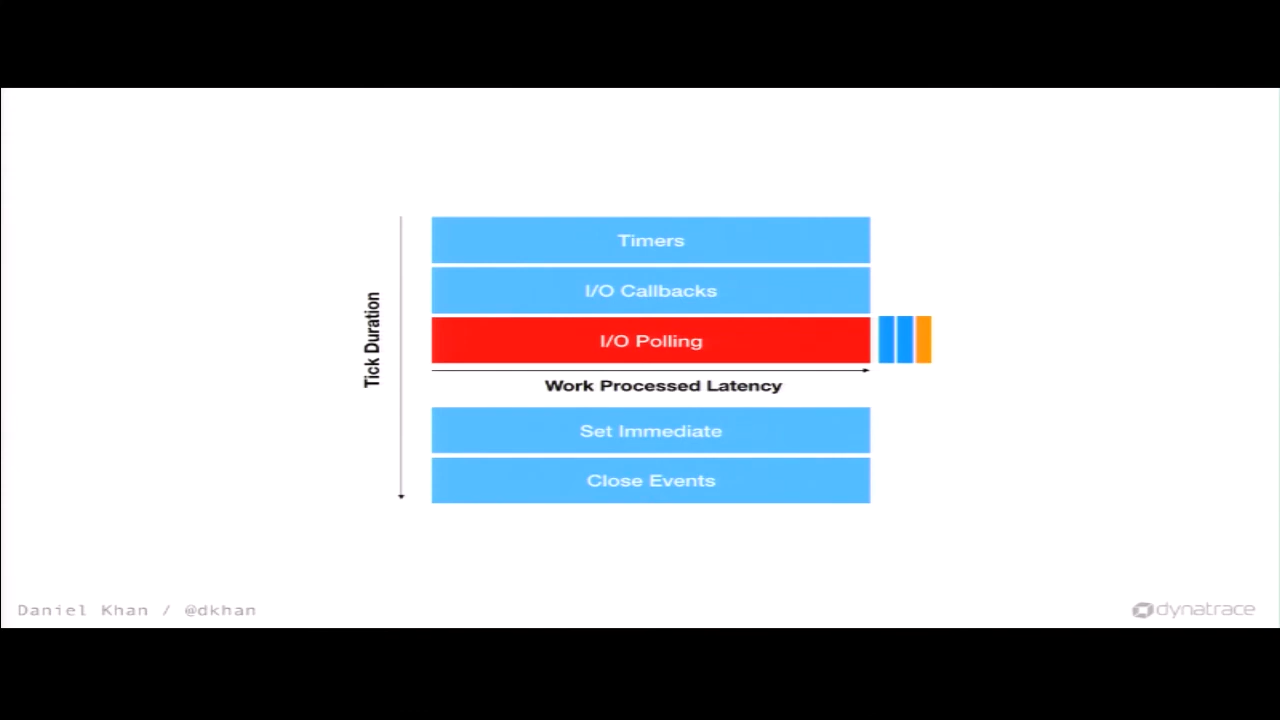 Timers
I/O Callbacks
I/O Polling
Tick Duration
Work Processed Latency
Set Immediate
Close Events
Daniel Khan / @dkhan
dynatrace